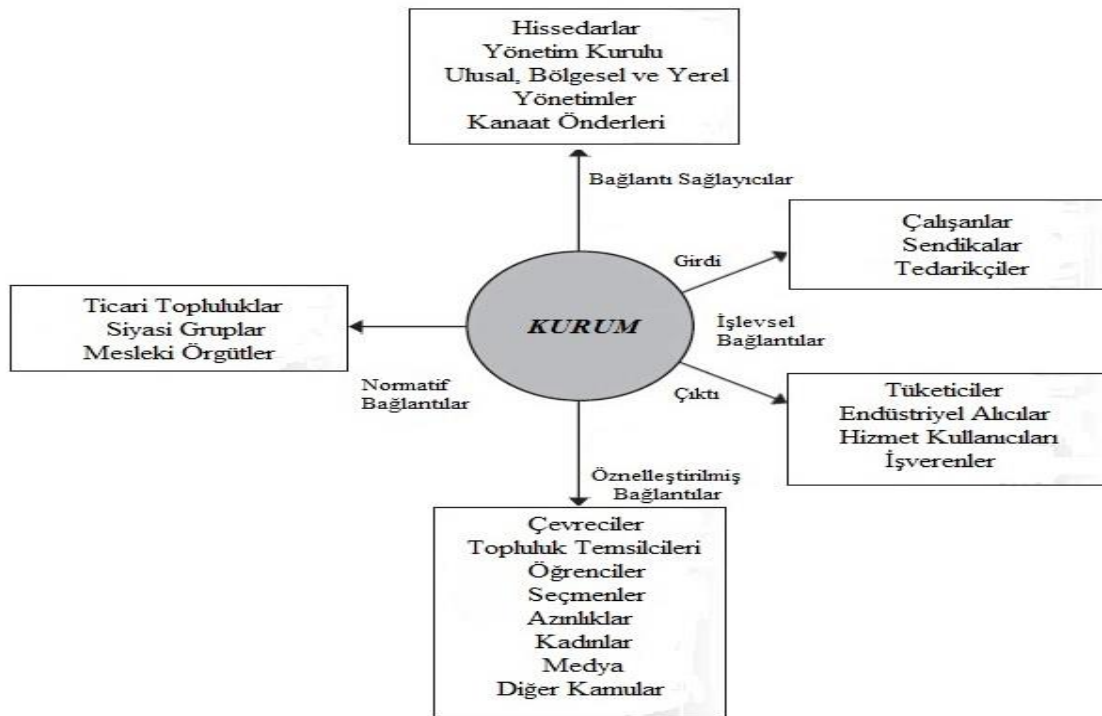 Hissedarlar
Yönetim Kurulu
Ulusal, Bölgesel ve Yerel
Yönetimler
Kanaat Önderleri
Bağlantı Sağlayıcılar
Çalışanlar
Sendikalar
Tedarikçiler
Girdi
Ticari Topluluklar
Siyasi Gruplar
Mesleki Örgütler
KURUM
İşlevsel
Bağlantılar
Normatif
Bağlantılar
Çıktı
Tüketiciler
Endüstriyel Alıcılar
Hizmet Kullanıcıları
İşverenler
Öznelleştirilmiş
Bağlantılar
Çevreciler
Topluluk Temsilcileri
Öğrenciler
Seçmenler
Azınlıklar
Kadınlar
Medya
Diğer Kamular